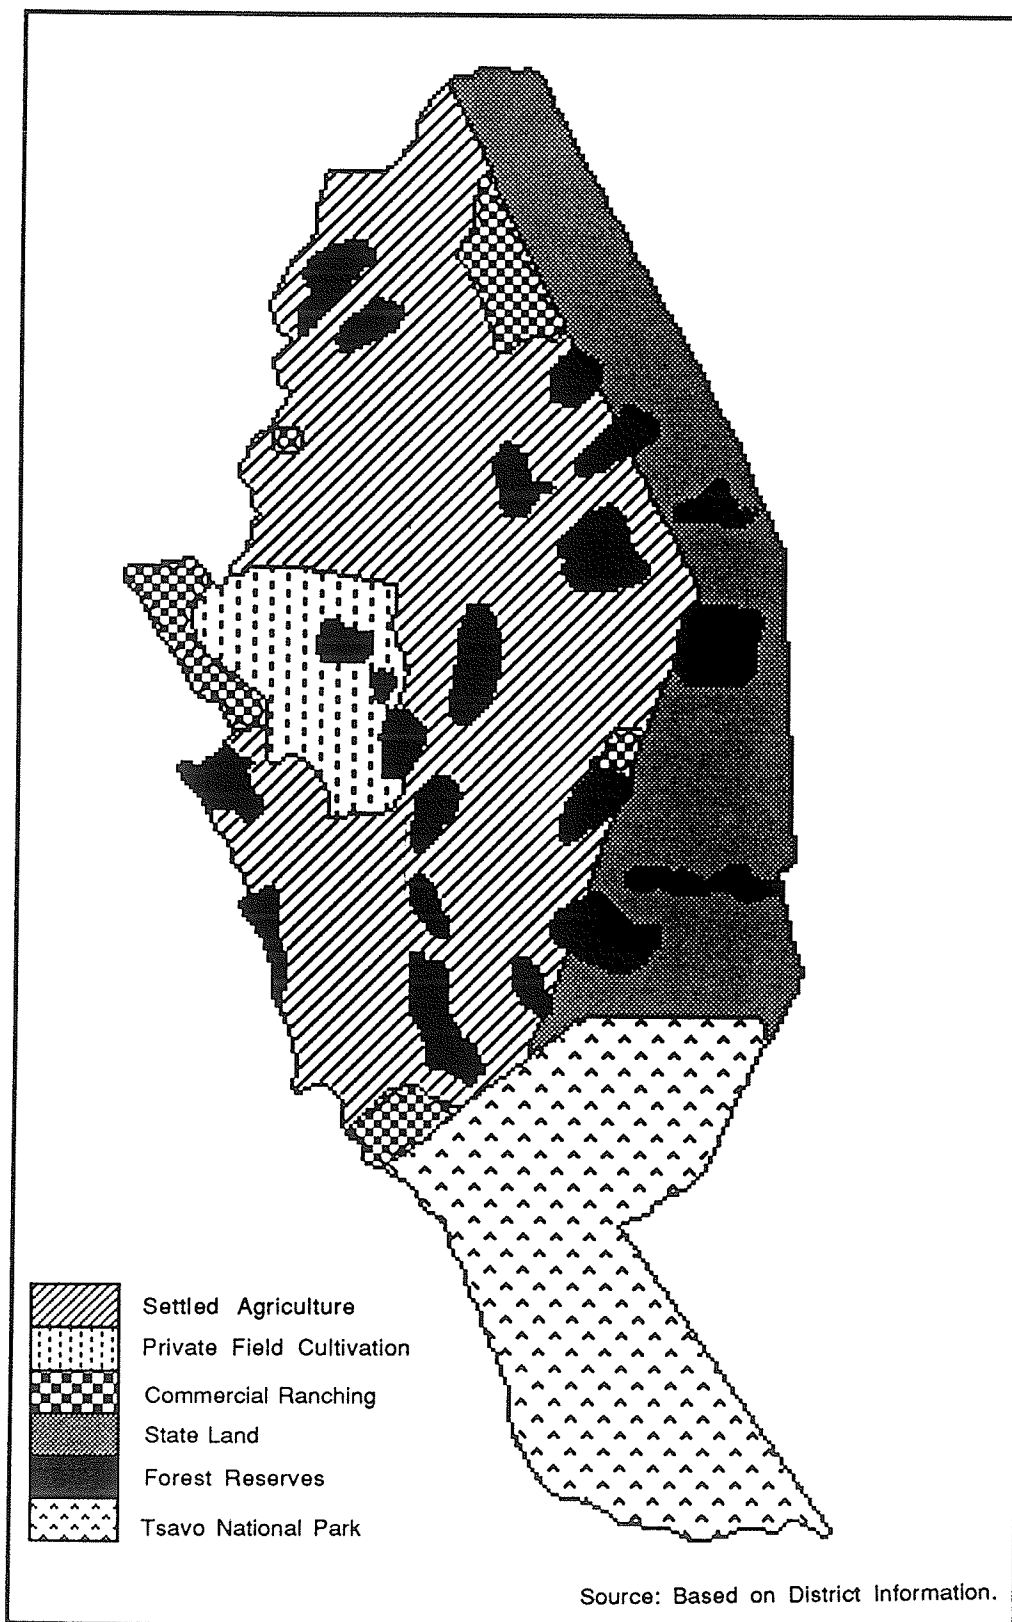 Settled Agriculture
Private Field Cultivation
Commercial Ranching
State Land
Forest Reserves
Tsavo National Park
Source: Based on District Information.